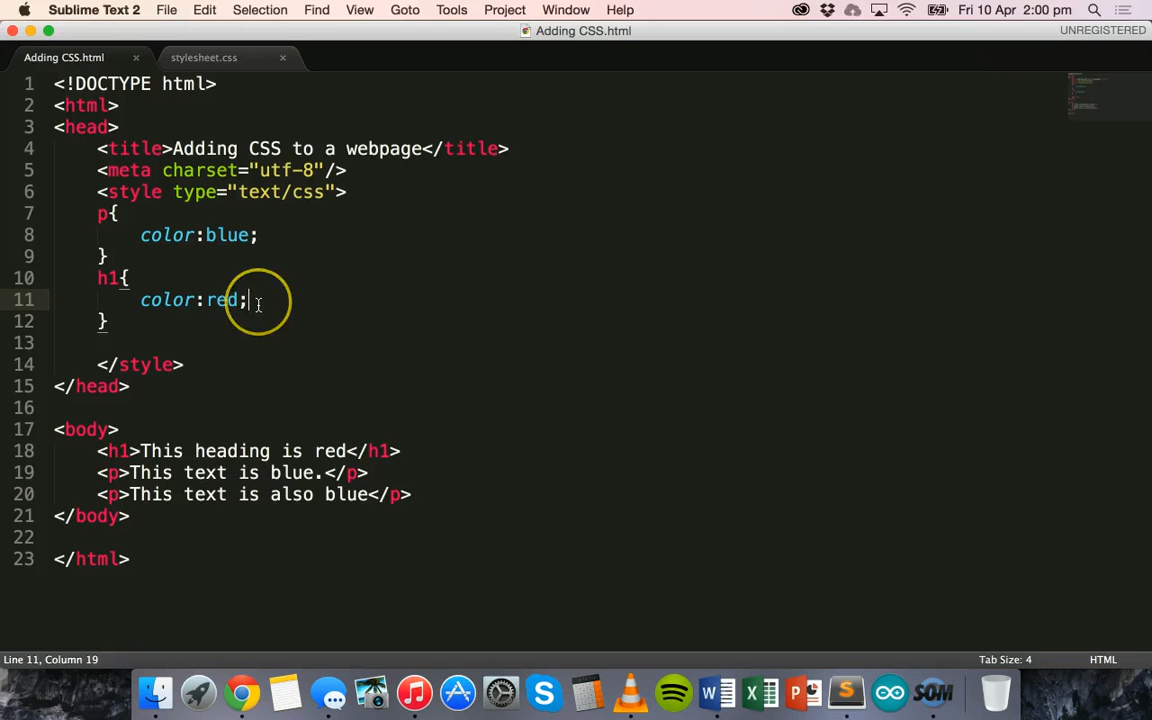 Sublime Text 2 File Edit Selection Find View Goto Tools Project Window Help Fri 10 Apr 2:00 pm
Adding CSS.html UNREGISTERED
Adding CSS.html × stylesheet.css ×
1 <!DOCTYPE html>
2 <html>
3 <head>
4 <title>Adding CSS to a webpage</title>
5 <meta charset="utf-8"/>
6 <style type="text/css">
7 p{
8 color:blue;
9 }
10 h1{
11 color:red;
12 }
13
14 </style>
15 </head>
16
17 <body>
18 <h1>This heading is red</h1>
19 <p>This text is blue.</p>
20 <p>This text is also blue</p>
21 </body>
22
23 </html>
Line 11, Column 19 Tab Size: 4 HTML
W X P S SOM